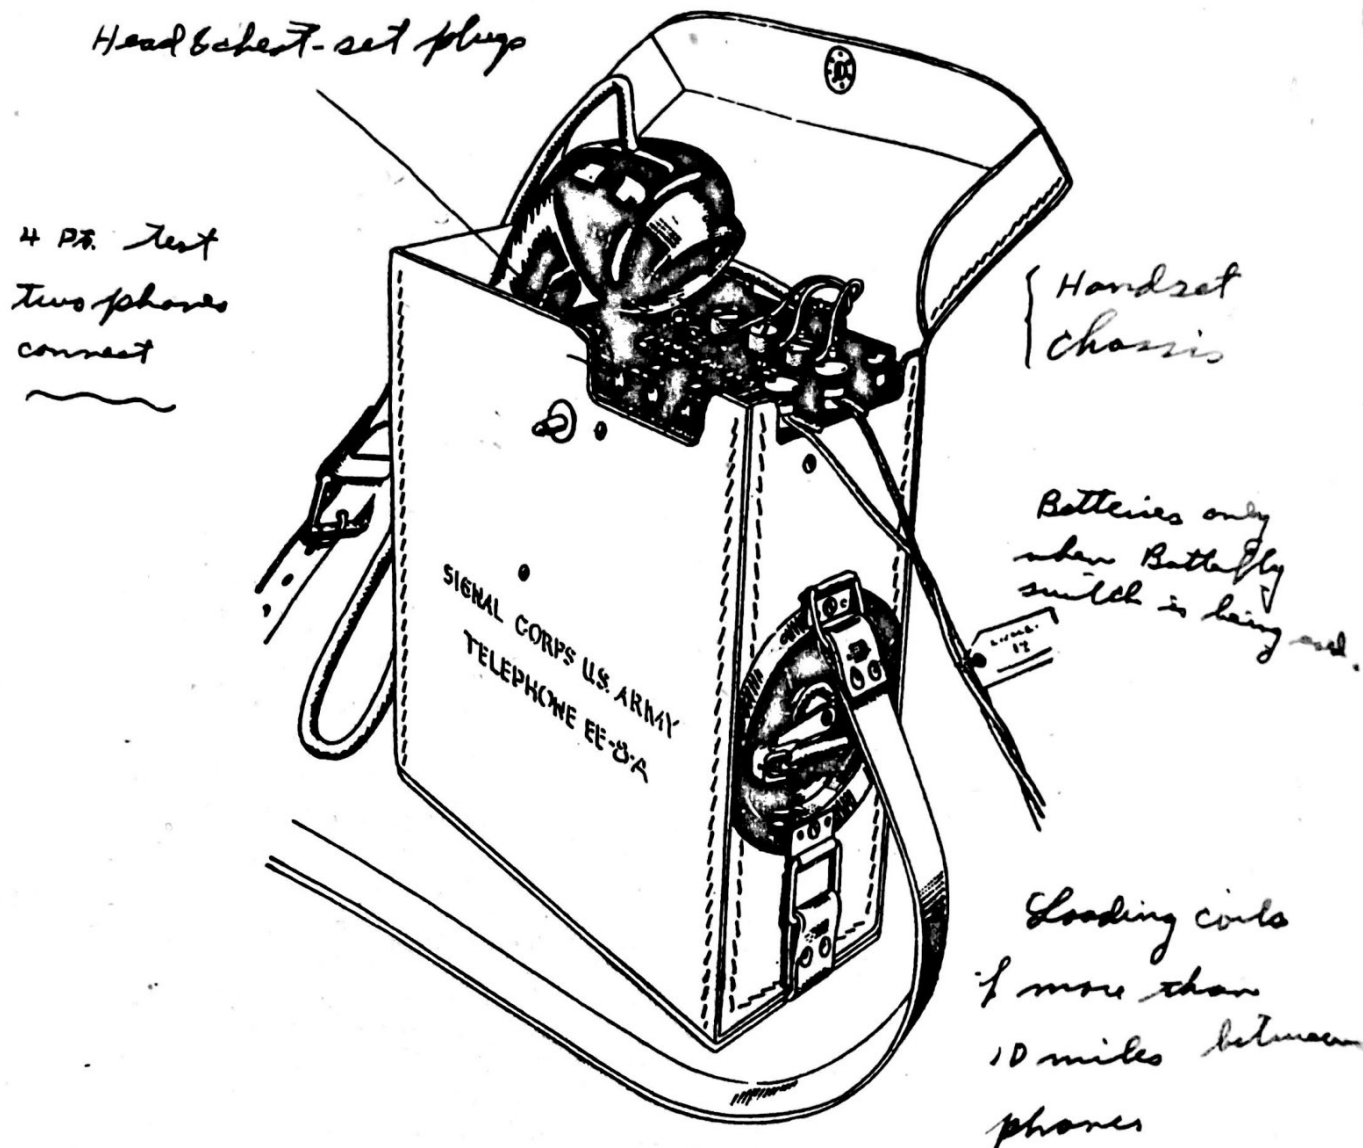 Head & chest-set plugs
4 Pt. test
two phones
connect
Handset
chassis
Batteries only
when Butterfly
switch is being used.
SIGNAL CORPS U.S. ARMY
TELEPHONE EE-8-A
Loading coils
if more than
10 miles between
phones